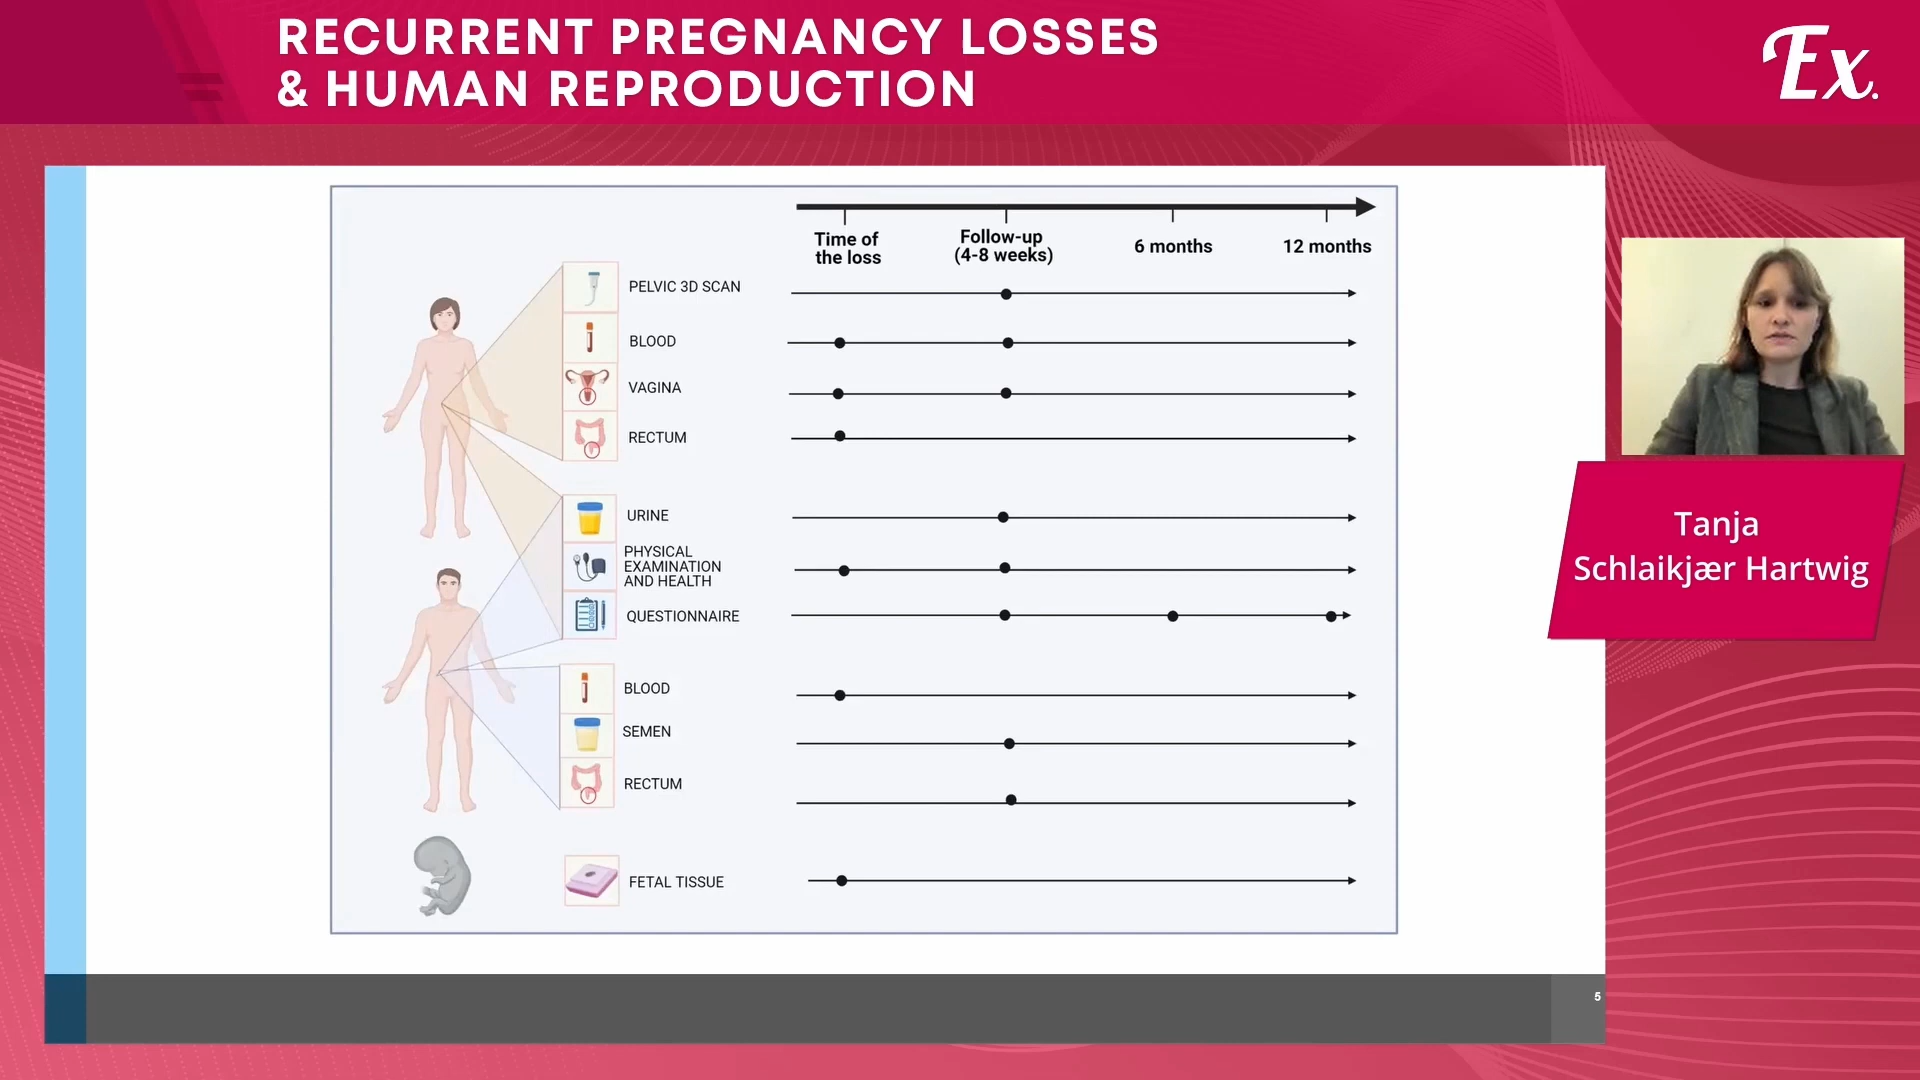 RECURRENT PREGNANCY LOSSES
& HUMAN REPRODUCTION
Ex.
Time of
the loss
Follow-up
(4-8 weeks)
6 months
12 months
PELVIC 3D SCAN
BLOOD
VAGINA
RECTUM
URINE
PHYSICAL
EXAMINATION
AND HEALTH
QUESTIONNAIRE
BLOOD
SEMEN
RECTUM
FETAL TISSUE
Tanja
Schlaikjær Hartwig
5